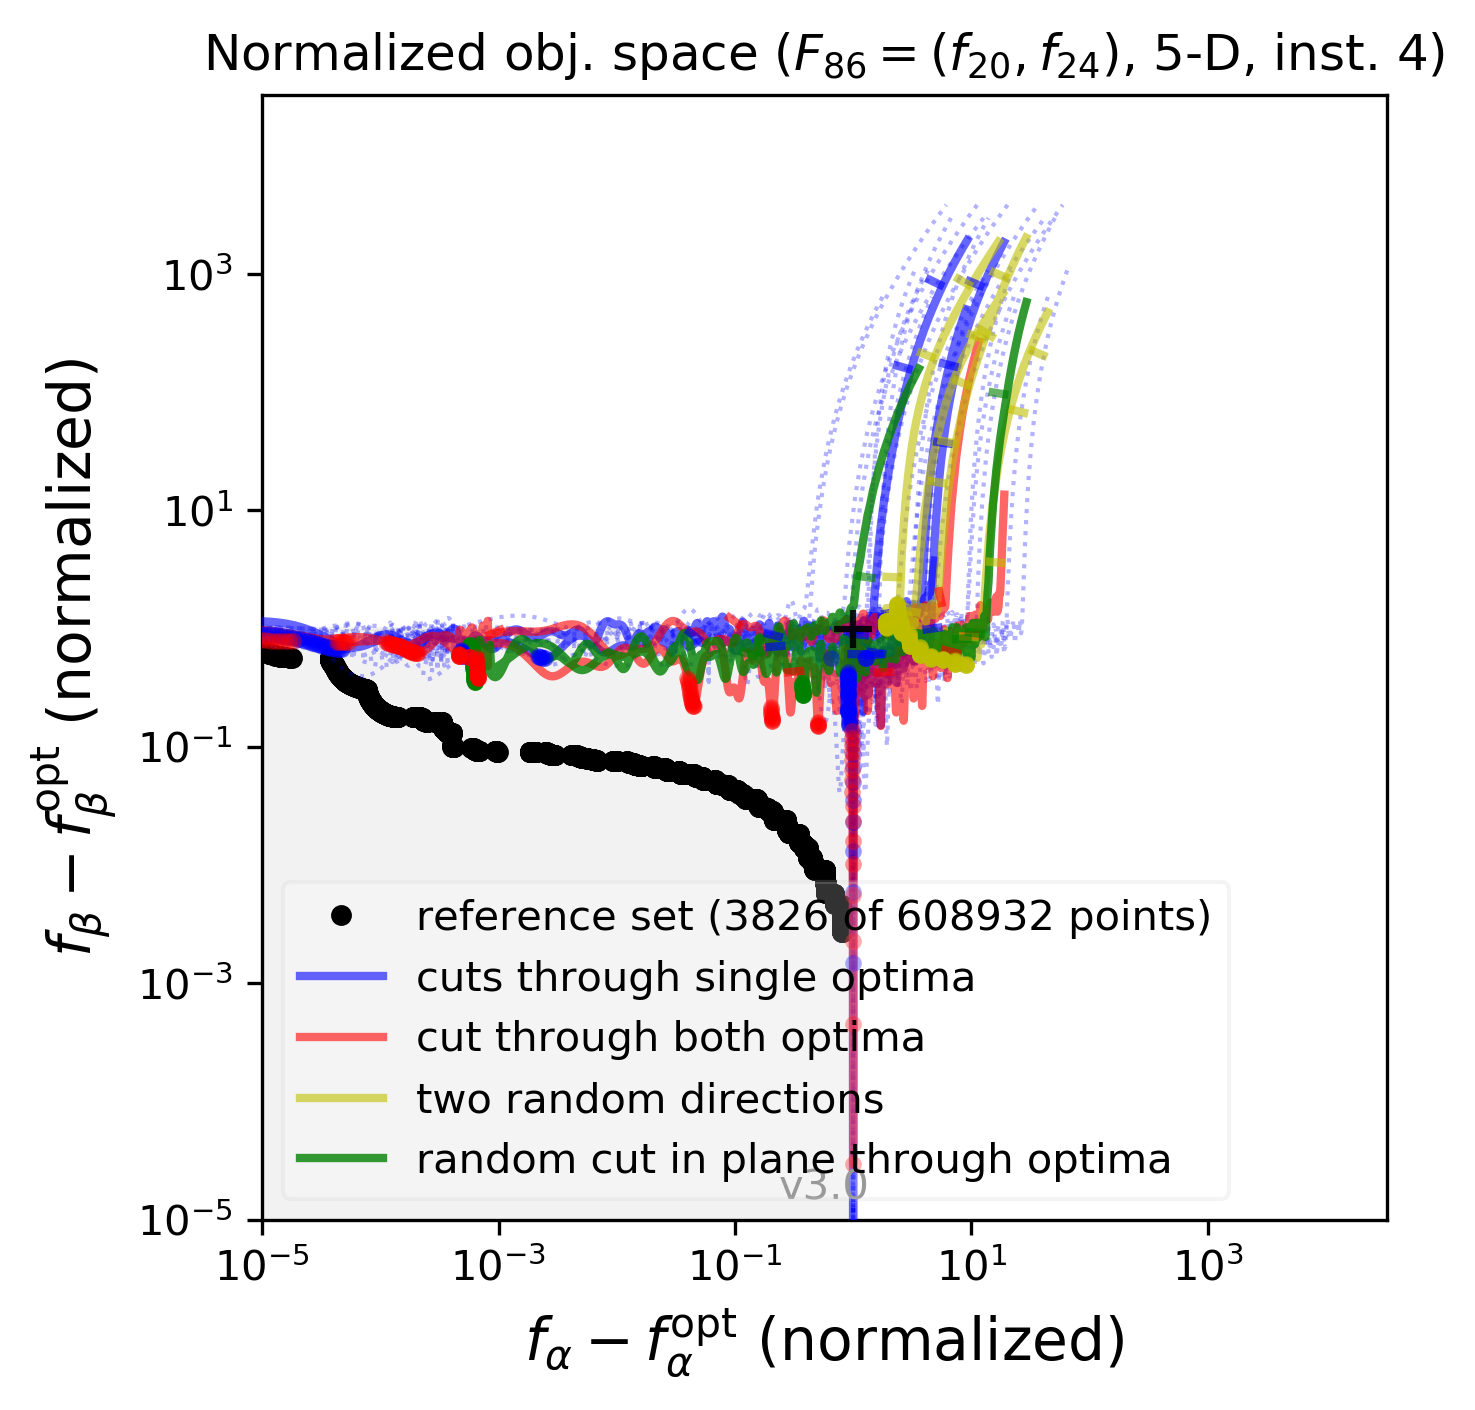 Normalized obj. space (F₈₆ = (f₂₀, f₂₄), 5-D, inst. 4)
f_β − f_β^opt (normalized)
10³
10¹
10⁻¹
10⁻³
10⁻⁵
reference set (3826 of 608932 points)
cuts through single optima
cut through both optima
two random directions
random cut in plane through optima
v3.0
10⁻⁵ 10⁻³ 10⁻¹ 10¹ 10³
f_α − f_α^opt (normalized)